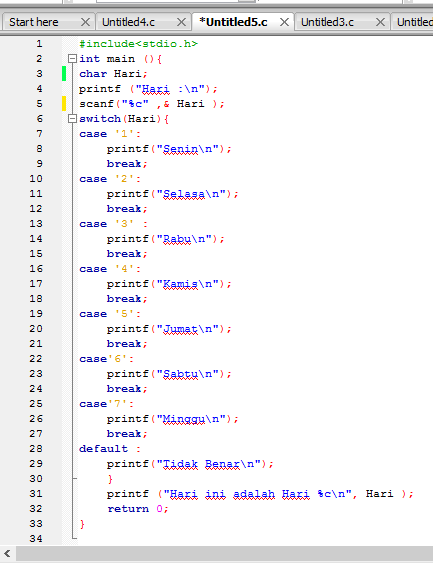 Start here Untitled4.c *Untitled5.c Untitled3.c Untitled
1 #include<stdio.h>
2 int main (){
3 char Hari;
4 printf ("Hari :\n");
5 scanf("%c" ,& Hari );
6 switch(Hari){
7 case '1':
8 printf("Senin\n");
9 break;
10 case '2':
11 printf("Selasa\n");
12 break;
13 case '3' :
14 printf("Rabu\n");
15 break;
16 case '4':
17 printf("Kamis\n");
18 break;
19 case '5':
20 printf("Jumat\n");
21 break;
22 case'6':
23 printf("Sabtu\n");
24 break;
25 case'7':
26 printf("Minggu\n");
27 break;
28 default :
29 printf("Tidak Benar\n");
30 }
31 printf ("Hari ini adalah Hari %c\n", Hari );
32 return 0;
33 }
34